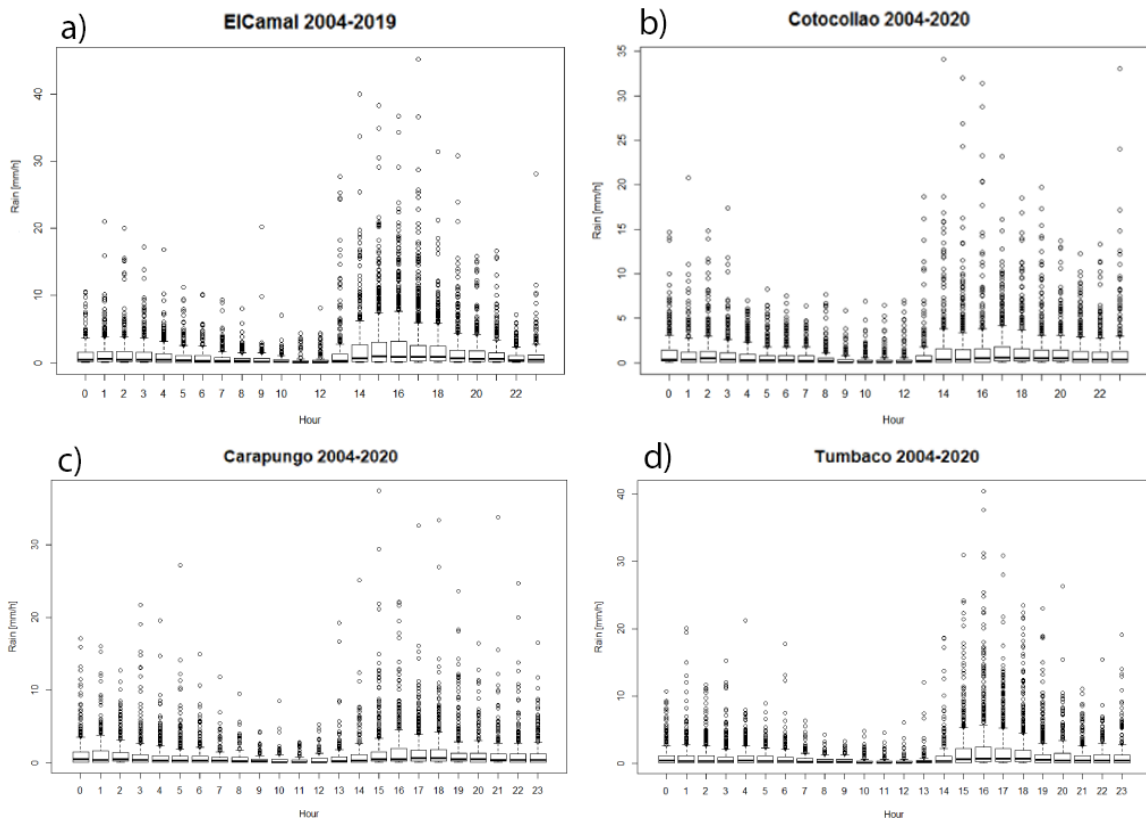 a)
ElCamal 2004-2019
Rain [mm/h]
40
30
20
10
0
0 1 2 3 4 5 6 7 8 9 10 12 14 16 18 20 22
Hour
b)
Cotocollao 2004-2020
Rain [mm/h]
35
30
25
20
15
10
5
0
0 1 2 3 4 5 6 7 8 9 10 12 14 16 18 20 22
Hour
c)
Carapungo 2004-2020
Rain [mm/h]
30
20
10
0
0 1 2 3 4 5 6 7 8 9 10 11 12 13 14 15 16 17 18 19 20 21 22 23
Hour
d)
Tumbaco 2004-2020
Rain [mm/h]
40
30
20
10
0
0 1 2 3 4 5 6 7 8 9 10 11 12 13 14 15 16 17 18 19 20 21 22 23
Hour